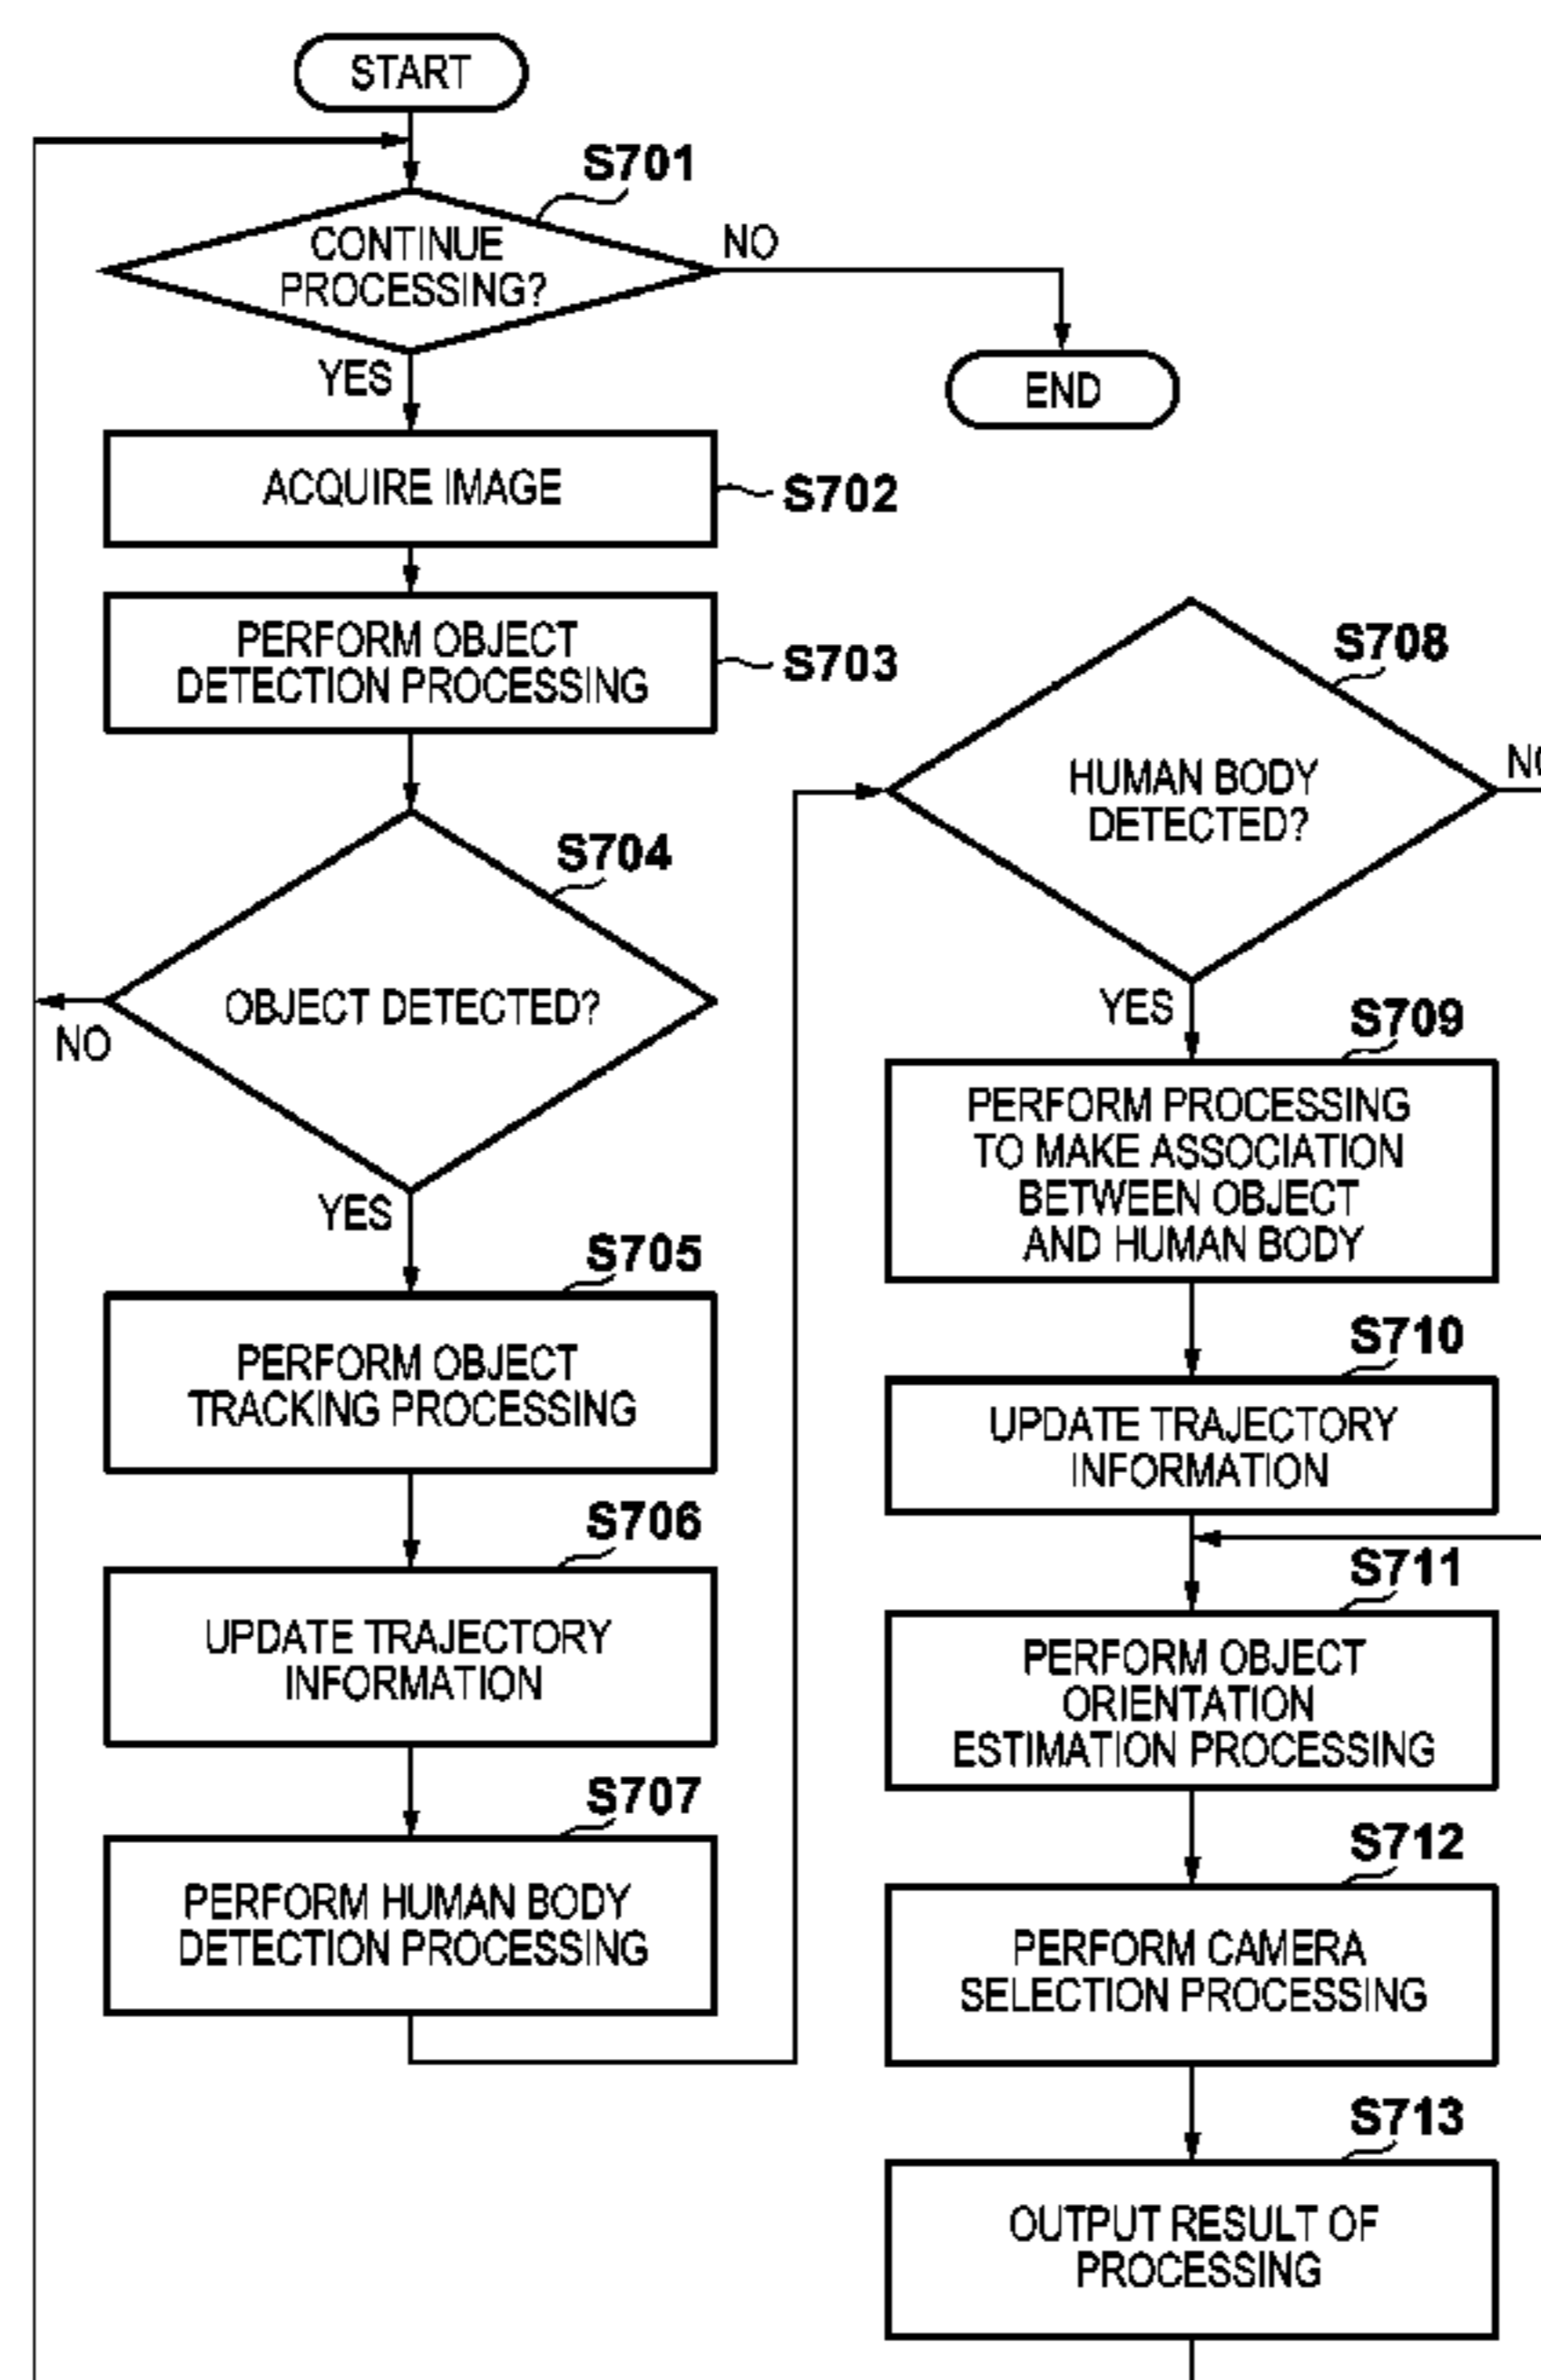 START
S701
CONTINUE
PROCESSING?
NO
YES
END
ACQUIRE IMAGE
S702
PERFORM OBJECT
DETECTION PROCESSING
S703
S704
OBJECT DETECTED?
NO
YES
S705
PERFORM OBJECT
TRACKING PROCESSING
S706
UPDATE TRAJECTORY
INFORMATION
S707
PERFORM HUMAN BODY
DETECTION PROCESSING
S708
HUMAN BODY
DETECTED?
NO
YES
S709
PERFORM PROCESSING
TO MAKE ASSOCIATION
BETWEEN OBJECT
AND HUMAN BODY
S710
UPDATE TRAJECTORY
INFORMATION
S711
PERFORM OBJECT
ORIENTATION
ESTIMATION PROCESSING
S712
PERFORM CAMERA
SELECTION PROCESSING
S713
OUTPUT RESULT OF
PROCESSING